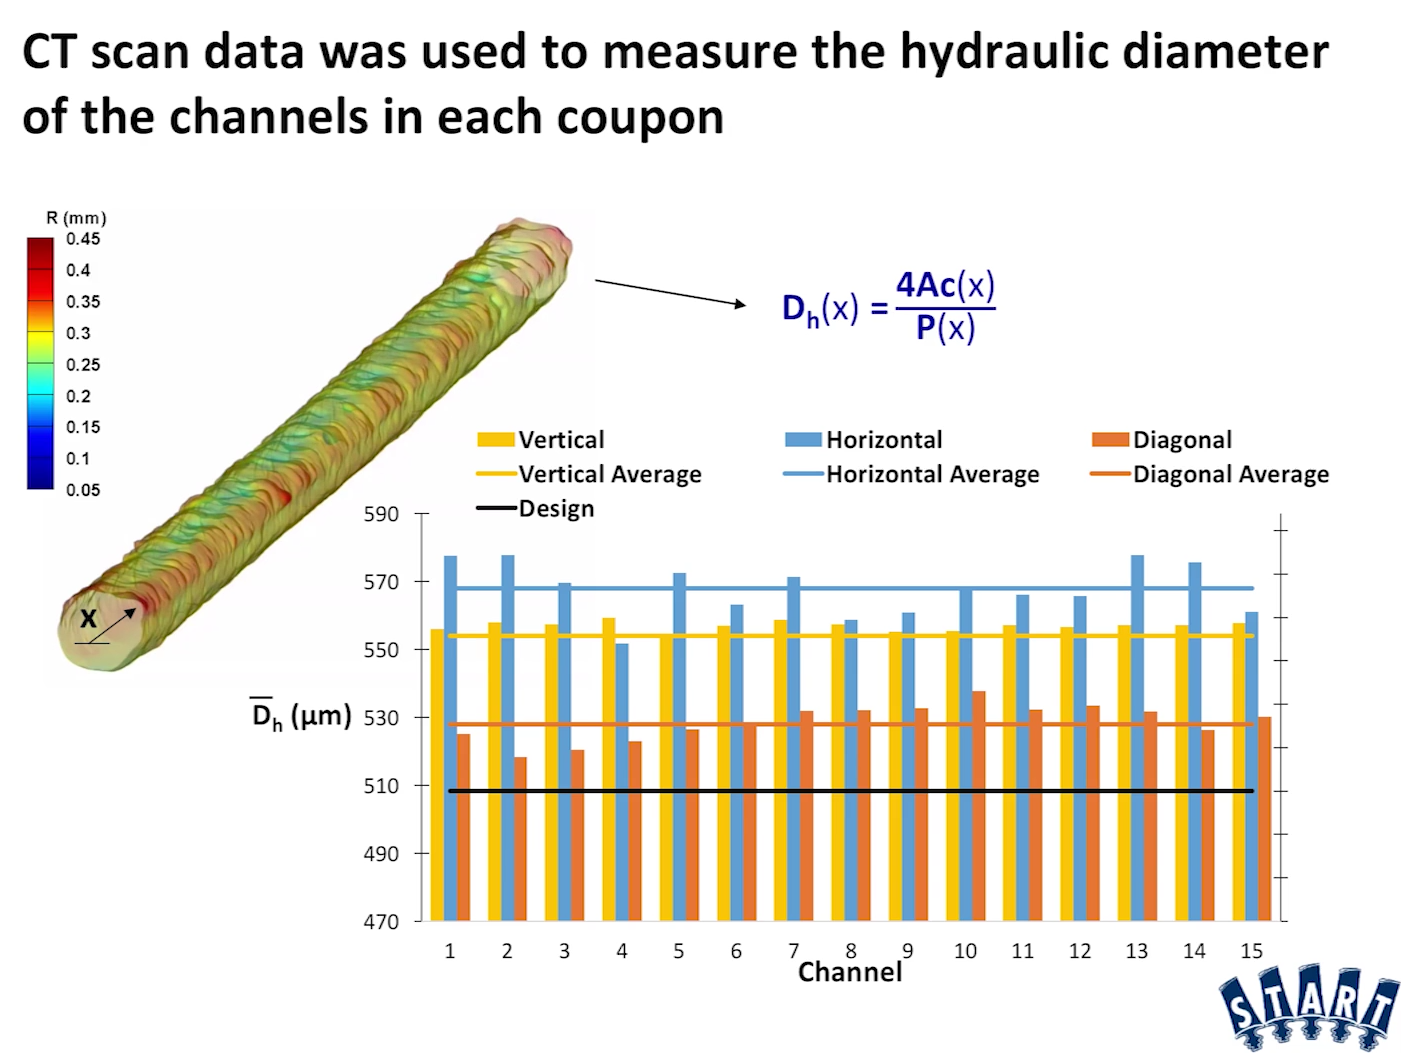 CT scan data was used to measure the hydraulic diameter
of the channels in each coupon
R (mm)
0.45
0.4
0.35
0.3
0.25
0.2
0.15
0.1
0.05
X
Dh(x) = 4Ac(x)
P(x)
Vertical Horizontal Diagonal
Vertical Average Horizontal Average Diagonal Average
Design
590
570
550
530
510
490
470
D̅h (µm)
1 2 3 4 5 6 7 8 9 10 11 12 13 14 15
Channel
START